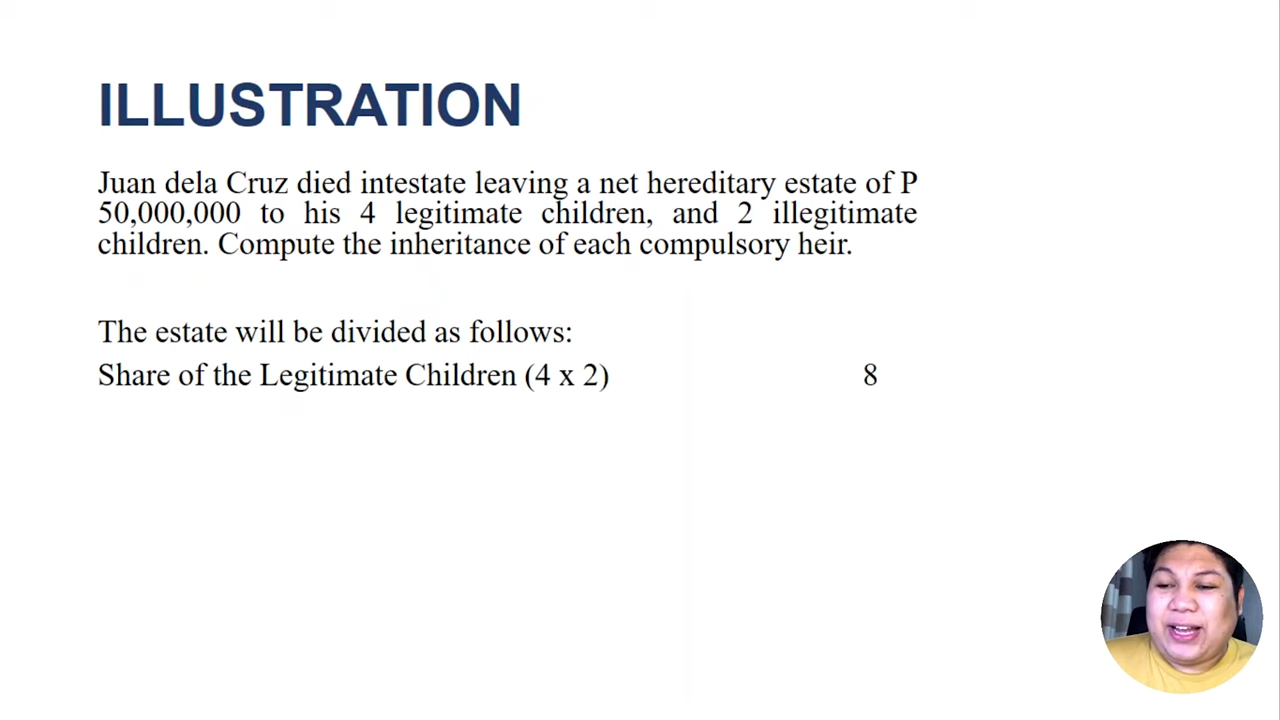 ILLUSTRATION
Juan dela Cruz died intestate leaving a net hereditary estate of P
50,000,000 to his 4 legitimate children, and 2 illegitimate
children. Compute the inheritance of each compulsory heir.
The estate will be divided as follows:
Share of the Legitimate Children (4 x 2) 8